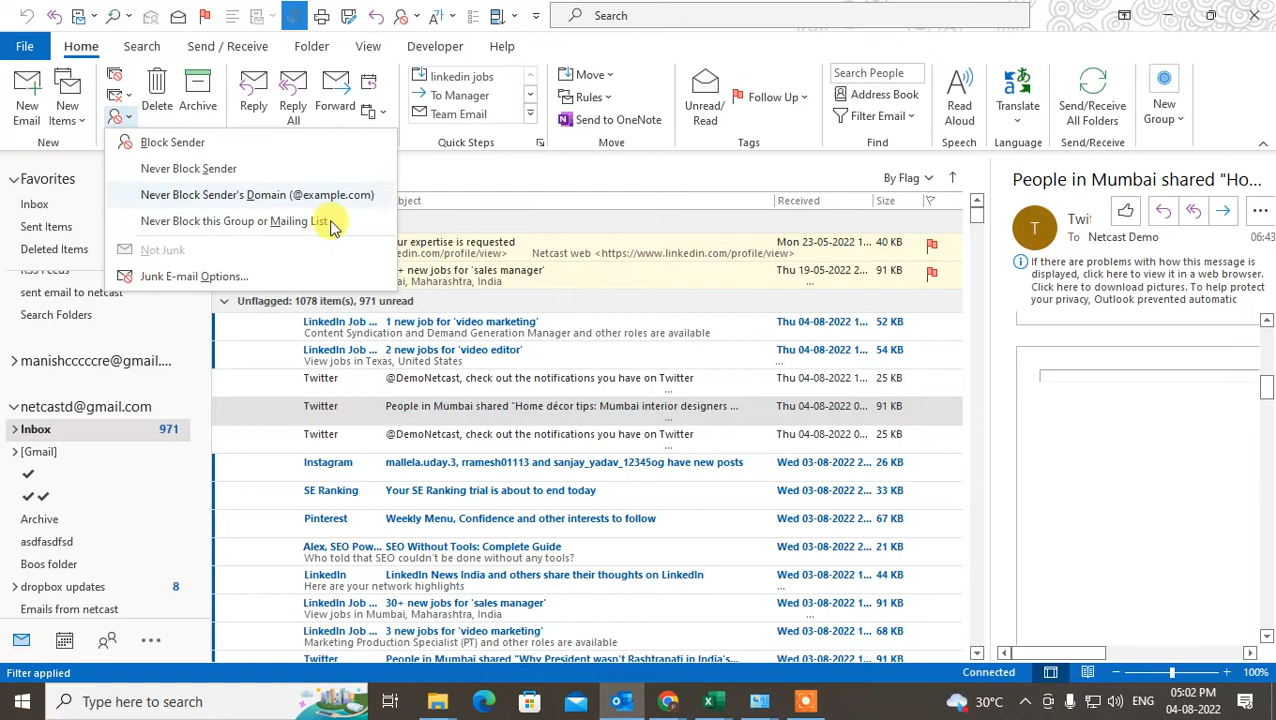 Search
File Home Search Send / Receive Folder View Developer Help
New Email
New Items
Delete
Archive
Reply
Reply All
Forward
linkedin jobs
To Manager
Team Email
Move
Rules
Send to OneNote
Unread/ Read
Follow Up
Search People
Address Book
Filter Email
Read Aloud
Translate
Send/Receive All Folders
New Group
New Quick Steps Move Tags Find Speech Language Send/Receive
Block Sender
Never Block Sender
Never Block Sender's Domain (@example.com)
Never Block this Group or Mailing List
Not Junk
Junk E-mail Options...
Favorites
Inbox
Sent Items
Deleted Items
RSS Feeds
sent email to netcast
Search Folders
manishcccccre@gmail....
netcastd@gmail.com
Inbox 971
[Gmail]
Archive
asdfasdfsd
Boos folder
dropbox updates 8
Emails from netcast
By Flag
Received Size
our expertise is requested Mon 23-05-2022 40 KB
Netcast web <https://www.linkedin.com/profile/view>
+ new jobs for 'sales manager' Thu 19-05-2022 91 KB
ai, Maharashtra, India ...
Unflagged: 1078 item(s), 971 unread
LinkedIn Job ... 1 new job for 'video marketing' Thu 04-08-2022 1... 52 KB
Content Syndication and Demand Generation Manager and other roles are available
LinkedIn Job ... 2 new jobs for 'video editor' Thu 04-08-2022 1... 54 KB
View jobs in Texas, United States ...
Twitter @DemoNetcast, check out the notifications you have on Twitter Thu 04-08-2022 1... 25 KB
...
Twitter People in Mumbai shared "Home décor tips: Mumbai interior designers ... Thu 04-08-2022 0... 91 KB
...
Twitter @DemoNetcast, check out the notifications you have on Twitter Thu 04-08-2022 0... 25 KB
...
Instagram mallela.uday.3, rramesh01113 and sanjay_yadav_12345og have new posts Wed 03-08-2022 2... 26 KB
SE Ranking Your SE Ranking trial is about to end today Wed 03-08-2022 2... 33 KB
Pinterest Weekly Menu, Confidence and other interests to follow Wed 03-08-2022 2... 67 KB
Alex, SEO Pow... SEO Without Tools: Complete Guide Wed 03-08-2022 2... 21 KB
Who told that SEO couldn't be done without any tools?
LinkedIn LinkedIn News India and others share their thoughts on LinkedIn Wed 03-08-2022 2... 44 KB
Here are your network highlights
LinkedIn Job ... 30+ new jobs for 'sales manager' Wed 03-08-2022 2... 91 KB
View jobs in Mumbai, Maharashtra, India ...
LinkedIn Job ... 3 new jobs for 'video marketing' Wed 03-08-2022 2... 68 KB
Marketing Production Specialist (PT) and other roles are available
Twitter People in Mumbai shared "Why President wasn't Rashtrapati in India's... Wed 03-08-2022 1... 91 KB
People in Mumbai shared "Ho...
T
Twit
To Netcast Demo 06:43
If there are problems with how this message is
displayed, click here to view it in a web browser.
Click here to download pictures. To help protect
your privacy, Outlook prevented automatic
Filter applied Connected 100%
Type here to search
30°C
ENG
05:02 PM
04-08-2022